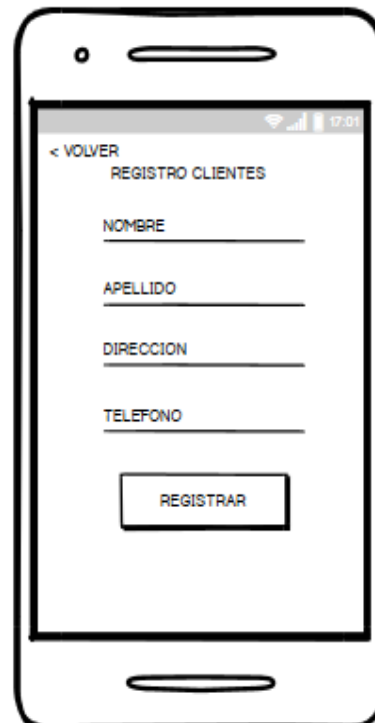 17:01
< VOLVER
REGISTRO CLIENTES
NOMBRE
APELLIDO
DIRECCION
TELEFONO
REGISTRAR